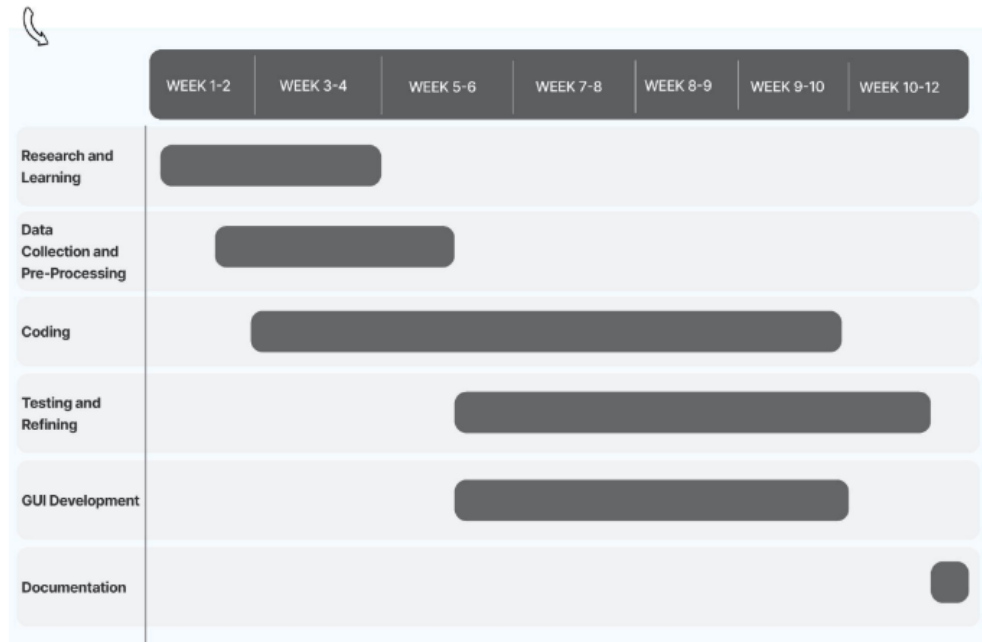 WEEK 1-2 WEEK 3-4 WEEK 5-6 WEEK 7-8 WEEK 8-9 WEEK 9-10 WEEK 10-12
Research and
Learning
Data
Collection and
Pre-Processing
Coding
Testing and
Refining
GUI Development
Documentation